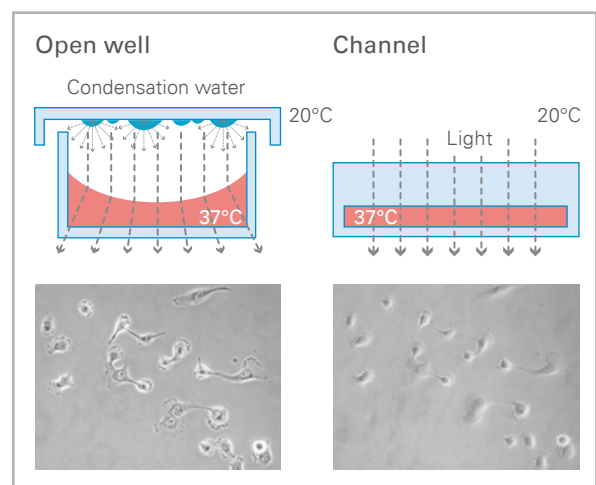 Open well
Channel
Condensation water
20°C
20°C
Light
37°C
37°C